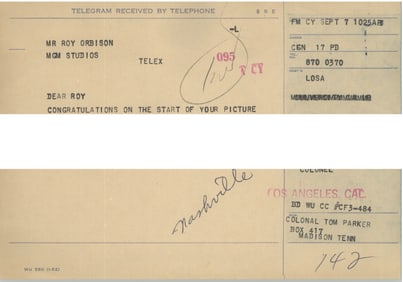 TELEGRAM RECEIVED BY TELEPHONE
-L
MR ROY ORBISON
MGM STUDIOS
TELEX
095
DEAR ROY
CONGRATULATIONS ON THE START OF YOUR PICTURE
FM CY SEPT 7 1025A
CGN 17 PD
870 0370
LOSA
Nashville
COLONEL
LOS ANGELES, CAL.
BD WU CC CF3-484
COLONAL TOM PARKER
BOX 417
MADISON TENN
142